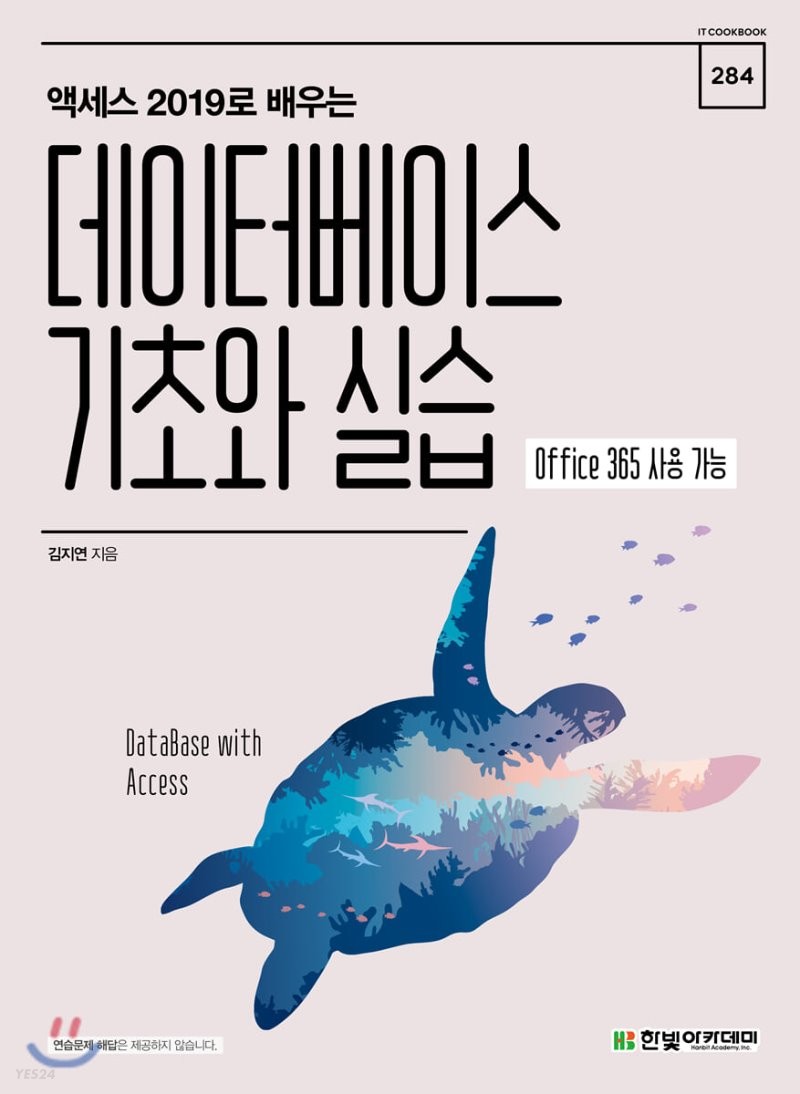 IT COOKBOOK
284
액세스 2019로 배우는
데이터베이스
기초와 실습
Office 365 사용 가능
김지연 지음
DataBase with
Access
연습문제 해답은 제공하지 않습니다.
YES24
HB 한빛아카데미
Hanbit Academy, Inc.